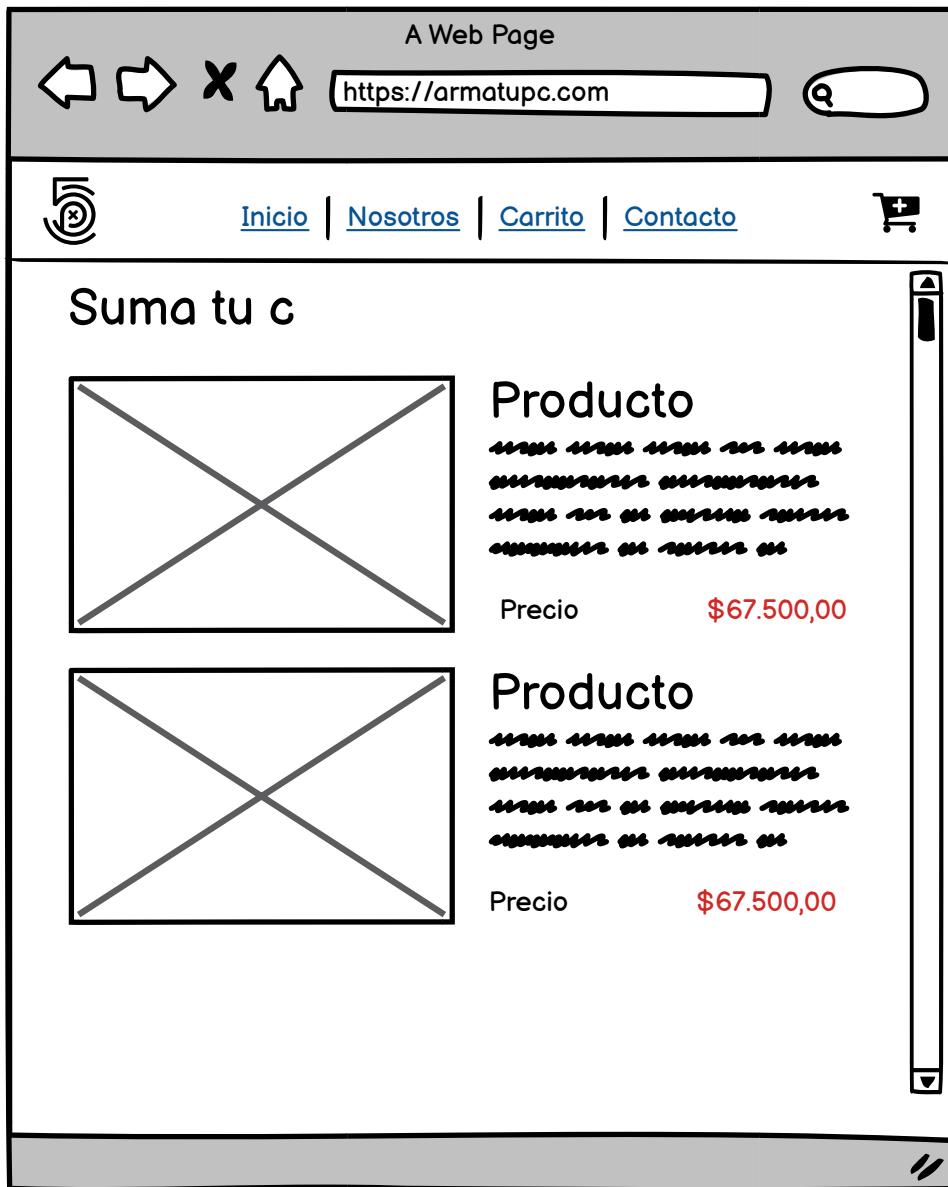 A Web Page
https://armatupc.com
Inicio Nosotros Carrito Contacto
Suma tu c
Producto
Precio $67.500,00
Producto
Precio $67.500,00